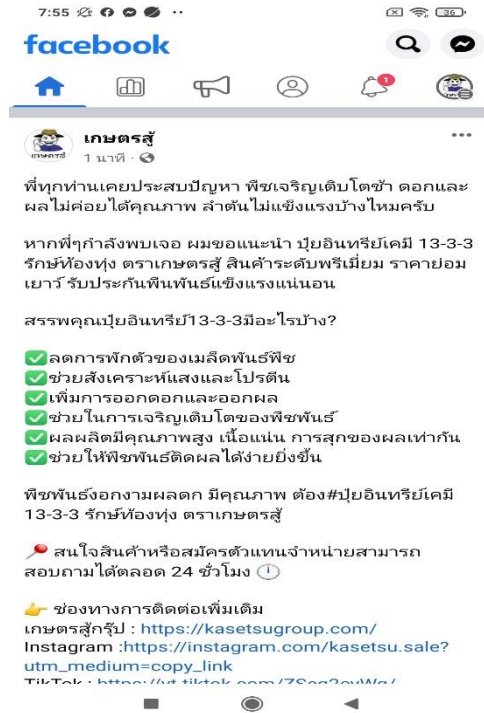 7:55
36
facebook
1
เกษตรสู้
1 นาที ·
พี่ทุกท่านเคยประสบปัญหา พืชเจริญเติบโตช้า ดอกและ
ผลไม่ค่อยได้คุณภาพ ลำต้นไม่แข็งแรงบ้างไหมครับ
หากพี่ๆกำลังพบเจอ ผมขอแนะนำ ปุ๋ยอินทรีย์เคมี 13-3-3
รักษ์ท้องทุ่ง ตราเกษตรสู้ สินค้าระดับพรีเมี่ยม ราคาย่อม
เยาว์ รับประกันพืนพันธ์แข็งแรงแน่นอน
สรรพคุณปุ๋ยอินทรีย์13-3-3มีอะไรบ้าง?
✅ลดการพักตัวของเมล็ดพันธ์พืช
✅ช่วยสังเคราะห์แสงและโปรตีน
✅เพิ่มการออกดอกและออกผล
✅ช่วยในการเจริญเติบโตของพืชพันธ์
✅ผลผลิตมีคุณภาพสูง เนื้อแน่น การสุกของผลเท่ากัน
✅ช่วยให้พืชพันธ์ติดผลได้ง่ายยิ่งขึ้น
พืชพันธ์งอกงามผลดก มีคุณภาพ ต้อง#ปุ๋ยอินทรีย์เคมี
13-3-3 รักษ์ท้องทุ่ง ตราเกษตรสู้
📍 สนใจสินค้าหรือสมัครตัวแทนจำหน่ายสามารถ
สอบถามได้ตลอด 24 ชั่วโมง 🕛
👉 ช่องทางการติดต่อเพิ่มเติม
เกษตรสู้กรุ๊ป : https://kasetsugroup.com/
Instagram :https://instagram.com/kasetsu.sale?
utm_medium=copy_link